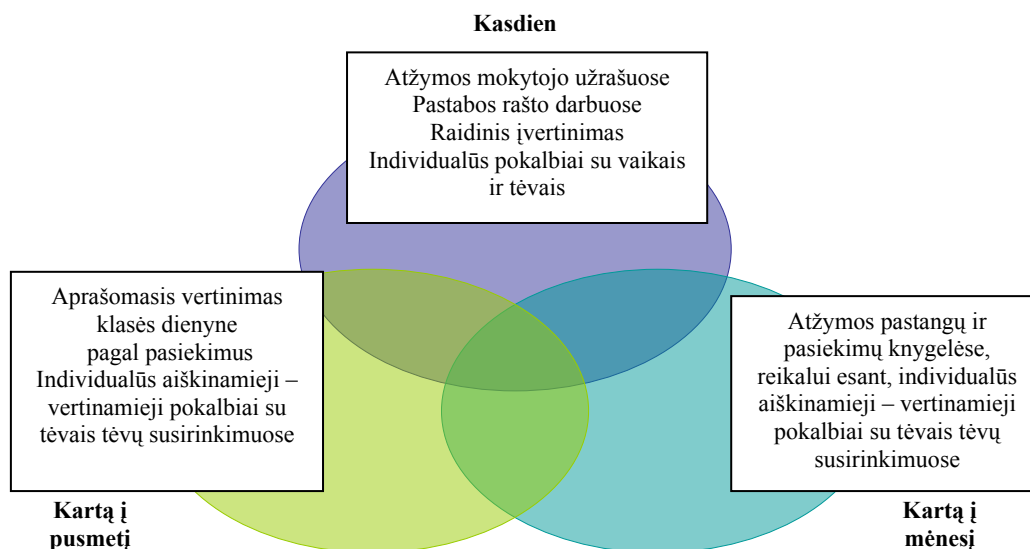 Kasdien
Atžymos mokytojo užrašuose
Pastabos rašto darbuose
Raidinis įvertinimas
Individualūs pokalbiai su vaikais
ir tėvais
Aprašomasis vertinimas
klasės dienyne
pagal pasiekimus
Individualūs aiškinamieji –
vertinamieji pokalbiai su
tėvais tėvų susirinkimuose
Kartą į
pusmetį
Atžymos pastangų ir
pasiekimų knygelėse,
reikalui esant, individualūs
aiškinamieji – vertinamieji
pokalbiai su tėvais tėvų
susirinkimuose
Kartą į
mėnesį